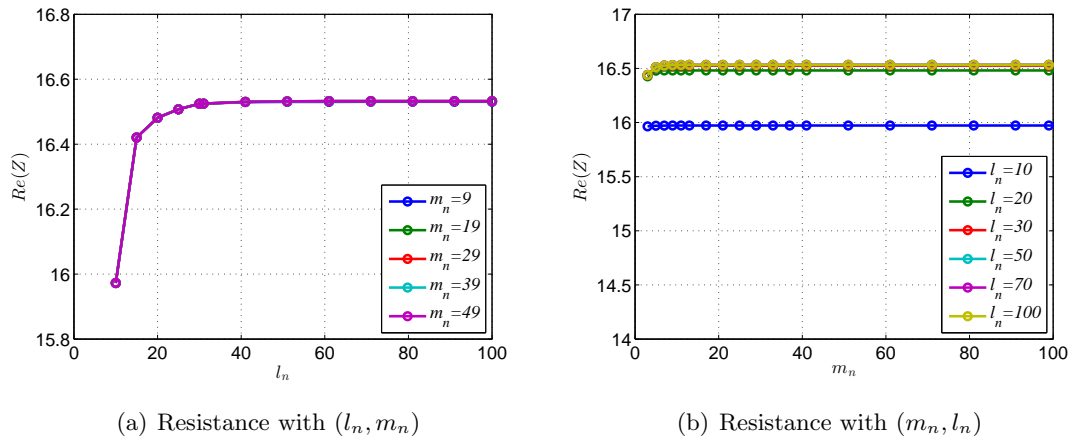 16.8
16.6
16.4
16.2
16
15.8
0
20
40
60
80
100
Re(Z)
l_n
m_n=9
m_n=19
m_n=29
m_n=39
m_n=49
17
16.5
16
15.5
15
14.5
14
0
20
40
60
80
100
Re(Z)
m_n
l_n=10
l_n=20
l_n=30
l_n=50
l_n=70
l_n=100
(a) Resistance with (l_n, m_n)
(b) Resistance with (m_n, l_n)